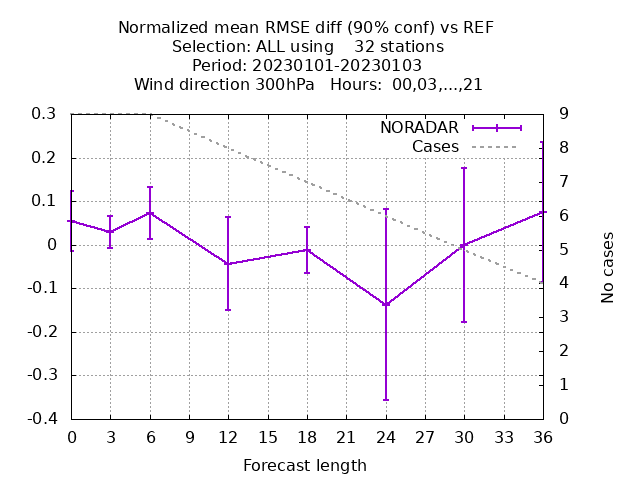 Normalized mean RMSE diff (90% conf) vs REF
Selection: ALL using    32 stations
Period: 20230101-20230103
Wind direction 300hPa   Hours:  00,03,...,21
NORADAR
Cases
0.3
0.2
0.1
0
-0.1
-0.2
-0.3
-0.4
9
8
7
6
5
4
3
2
1
0
No cases
0 3 6 9 12 15 18 21 24 27 30 33 36
Forecast length